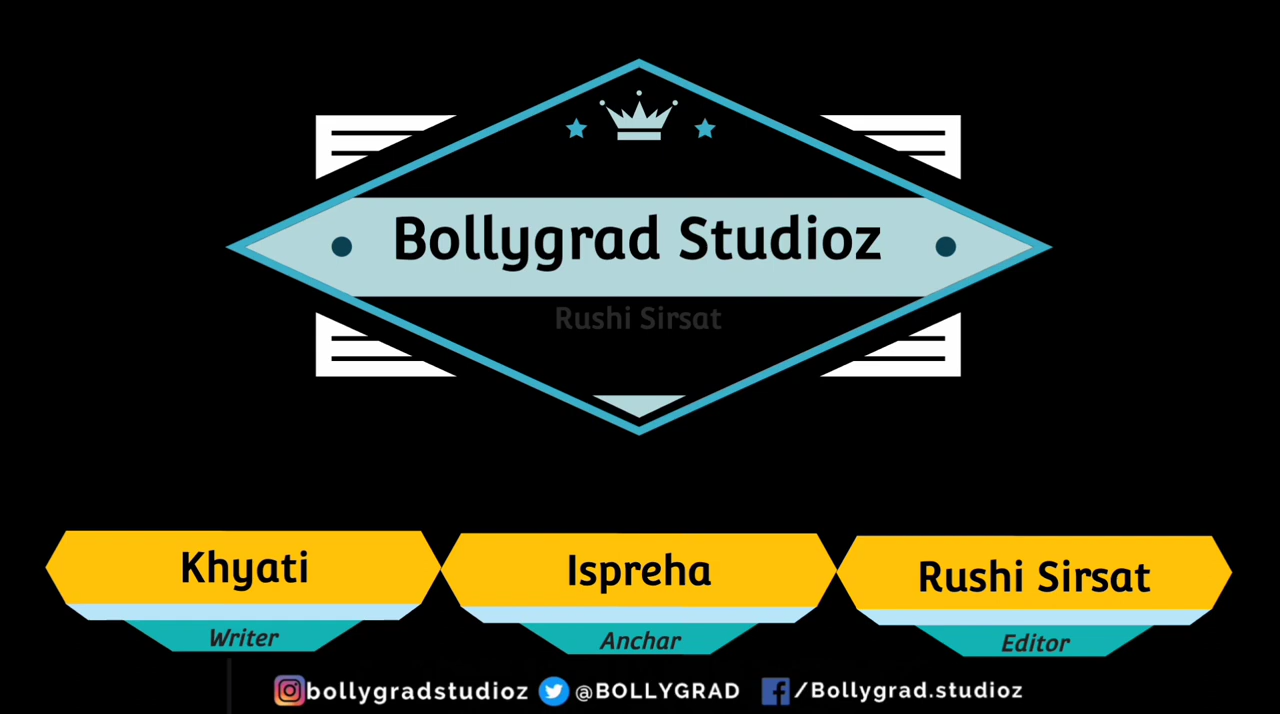 Bollygrad Studioz
Rushi Sirsat
Khyati Ispreha Rushi Sirsat
Writer Anchar Editor
bollygradstudioz @BOLLYGRAD /Bollygrad.studioz